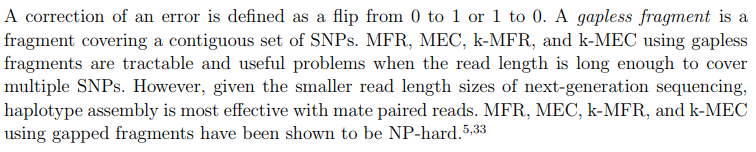 A correction of an error is defined as a flip from 0 to 1 or 1 to 0. A gapless fragment is a
fragment covering a contiguous set of SNPs. MFR, MEC, k-MFR, and k-MEC using gapless
fragments are tractable and useful problems when the read length is long enough to cover
multiple SNPs. However, given the smaller read length sizes of next-generation sequencing,
haplotype assembly is most effective with mate paired reads. MFR, MEC, k-MFR, and k-MEC
using gapped fragments have been shown to be NP-hard.5,33